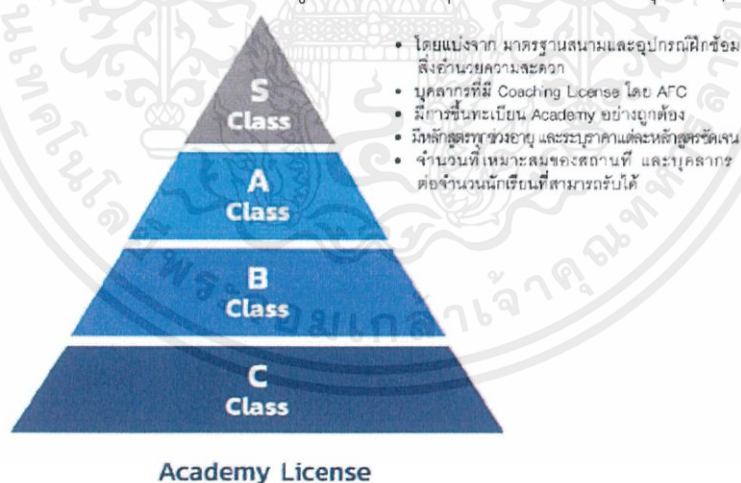 S
Class
A
Class
B
Class
C
Class
Academy License
• โดยแบ่งจาก มาตรฐานสนามและอุปกรณ์ฝึกซ้อม
สิ่งอำนวยความสะดวก
• บุคลากรที่มี Coaching License โดย AFC
• มีการขึ้นทะเบียน Academy อย่างถูกต้อง
• มีหลักสูตรทุกช่วงอายุ และระบุราคาแต่ละหลักสูตรชัดเจน
• จำนวนที่เหมาะสมของสถานที่ และบุคลากร
ต่อจำนวนนักเรียนที่สามารถรับได้